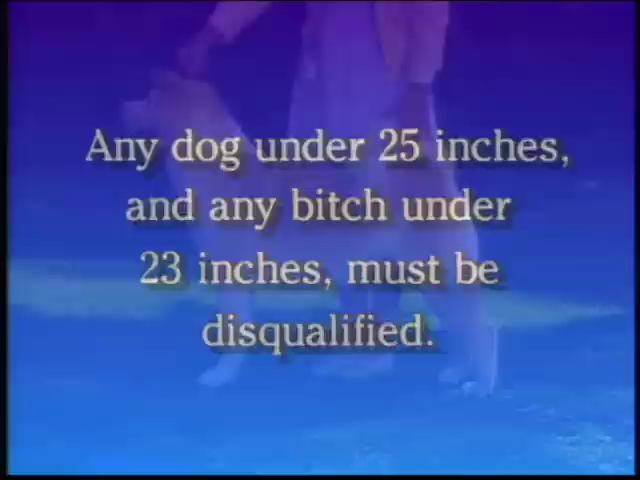 Any dog under 25 inches,
and any bitch under
23 inches, must be
disqualified.